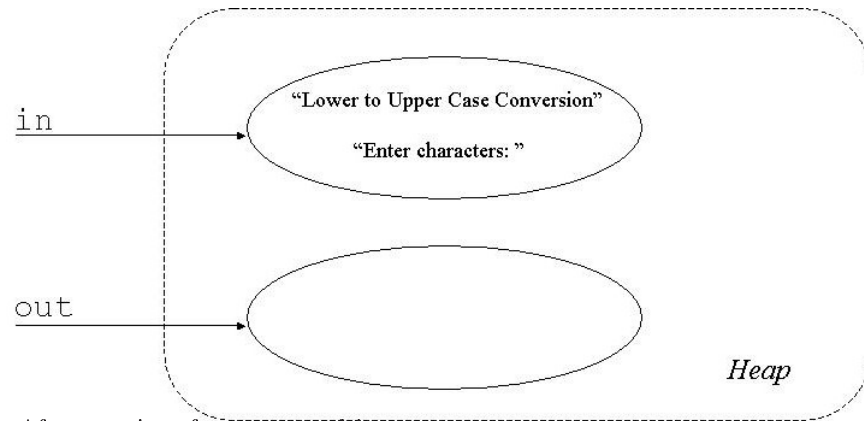 “Lower to Upper Case Conversion”
in
“Enter characters: ”
out
Heap